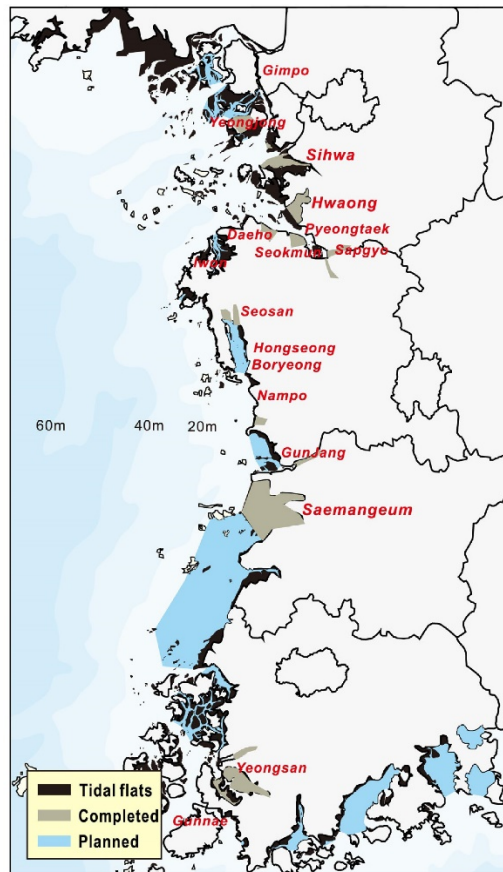 Gimpo
Yeongjong
Sihwa
Hwaong
Pyeongtaek
Daeho
Seokmun
Sapgyo
Iwon
Seosan
Hongseong
Boryeong
Nampo
60m 40m 20m
GunJang
Saemangeum
Yeongsan
Gunnae
Tidal flats
Completed
Planned